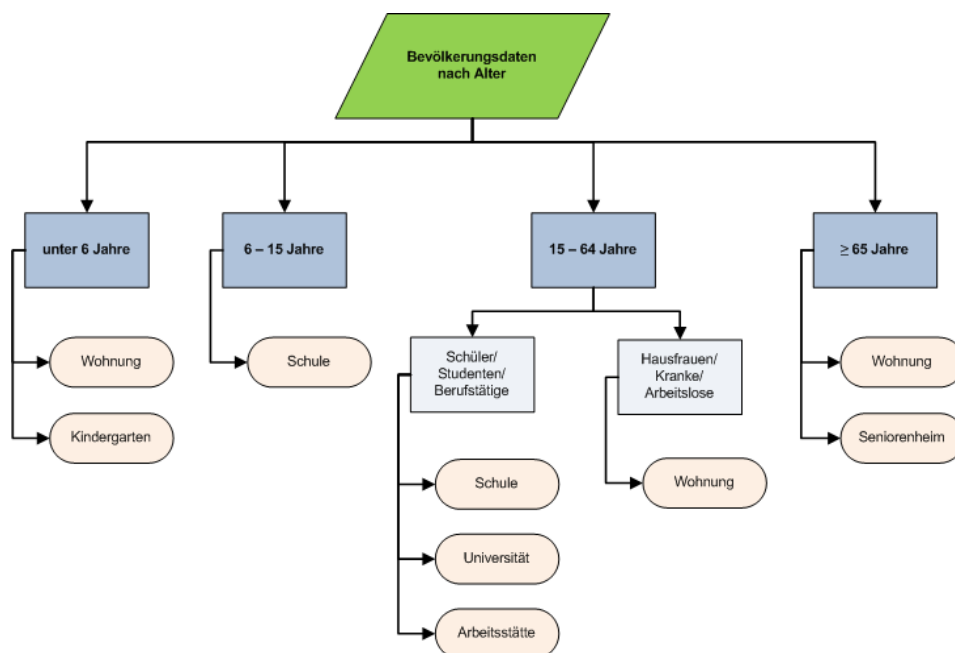 Bevölkerungsdaten
nach Alter
unter 6 Jahre
6 – 15 Jahre
15 – 64 Jahre
≥ 65 Jahre
Wohnung
Kindergarten
Schule
Schüler/
Studenten/
Berufstätige
Schule
Universität
Arbeitsstätte
Hausfrauen/
Kranke/
Arbeitslose
Wohnung
Wohnung
Seniorenheim